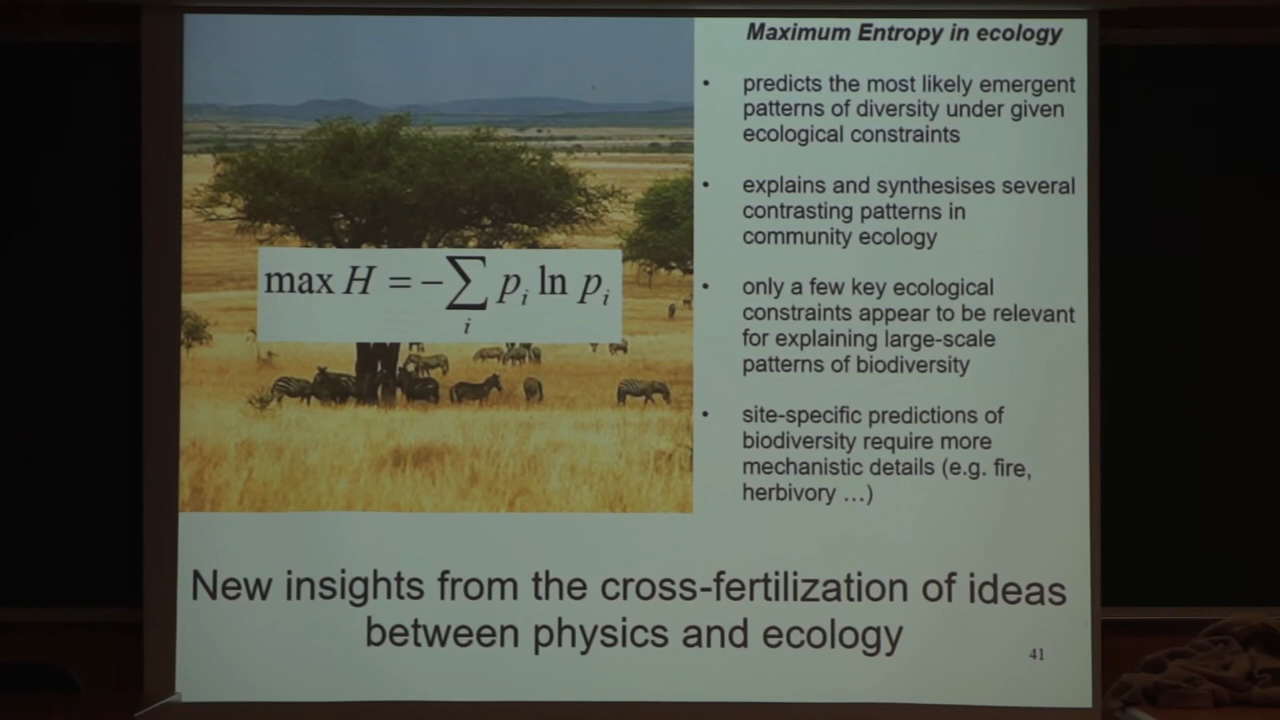 Maximum Entropy in ecology
• predicts the most likely emergent
patterns of diversity under given
ecological constraints
• explains and synthesises several
contrasting patterns in
community ecology
• only a few key ecological
constraints appear to be relevant
for explaining large-scale
patterns of biodiversity
• site-specific predictions of
biodiversity require more
mechanistic details (e.g. fire,
herbivory ...)
max H = −∑ p_i ln p_i
i
New insights from the cross-fertilization of ideas
between physics and ecology
41